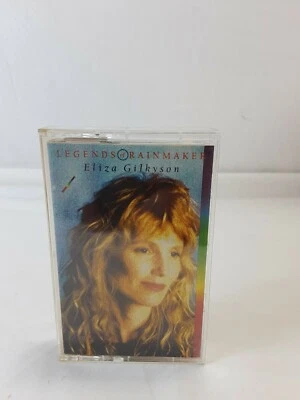 LEGENDS of RAINMAKER
Eliza Gilkyson